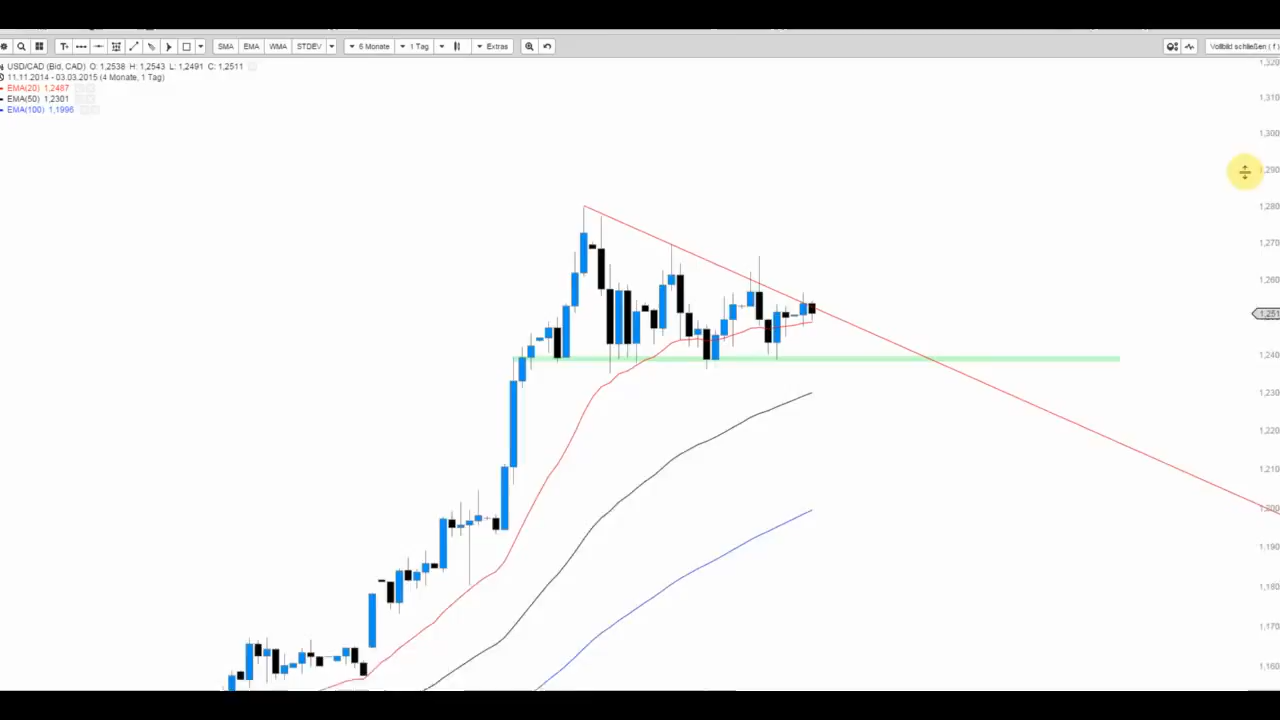 T
SMA
EMA
WMA
STDEV
6 Monate
1 Tag
Extras
Vollbild schließen ( f )
USD/CAD (Bid, CAD) O: 1,2538 H: 1,2543 L: 1,2491 C: 1,2511
11.11.2014 - 03.03.2015 (4 Monate, 1 Tag)
EMA(20) 1,2487
EMA(50) 1,2301
EMA(100) 1,1996
1,320
1,310
1,300
1,290
1,280
1,270
1,260
1,251
1,240
1,230
1,220
1,210
1,200
1,190
1,180
1,170
1,160